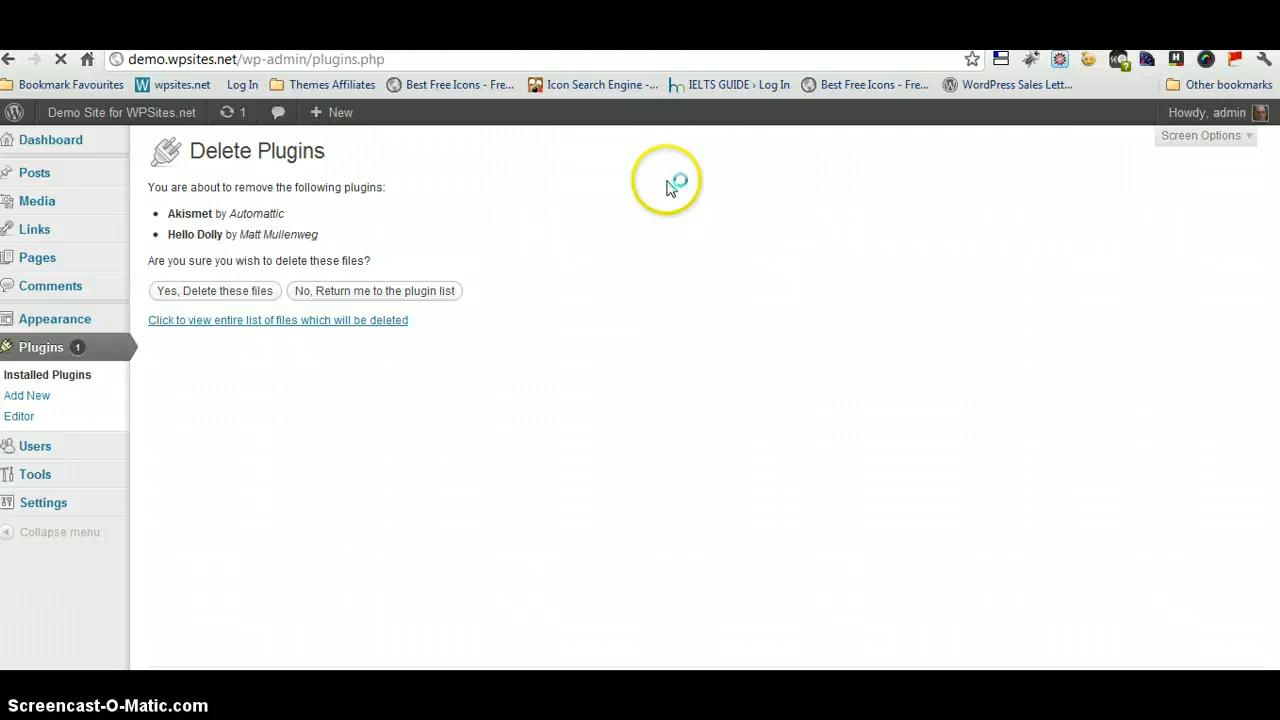 demo.wpsites.net/wp-admin/plugins.php
Bookmark Favourites wpsites.net Log In Themes Affiliates Best Free Icons - Fre... Icon Search Engine -... IELTS GUIDE › Log In Best Free Icons - Fre... WordPress Sales Lett... Other bookmarks
Demo Site for WPSites.net 1 New Howdy, admin
Screen Options
Dashboard
Posts
Media
Links
Pages
Comments
Appearance
Plugins 1
Installed Plugins
Add New
Editor
Users
Tools
Settings
Collapse menu
Delete Plugins
You are about to remove the following plugins:
Akismet by Automattic
Hello Dolly by Matt Mullenweg
Are you sure you wish to delete these files?
Yes, Delete these files No, Return me to the plugin list
Click to view entire list of files which will be deleted
Screencast-O-Matic.com